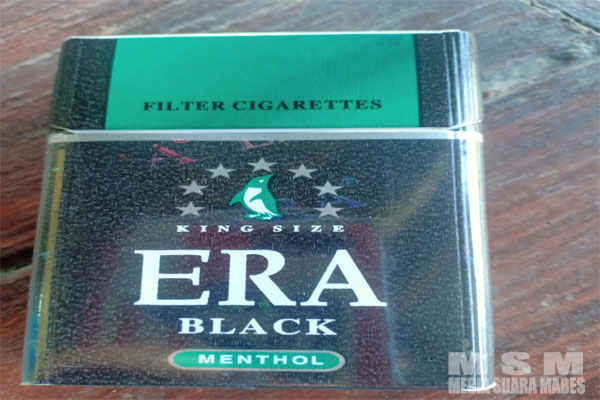 FILTER CIGARETTES
KING SIZE
ERA
BLACK
MENTHOL
MSM
MEDIA SUARA MABES